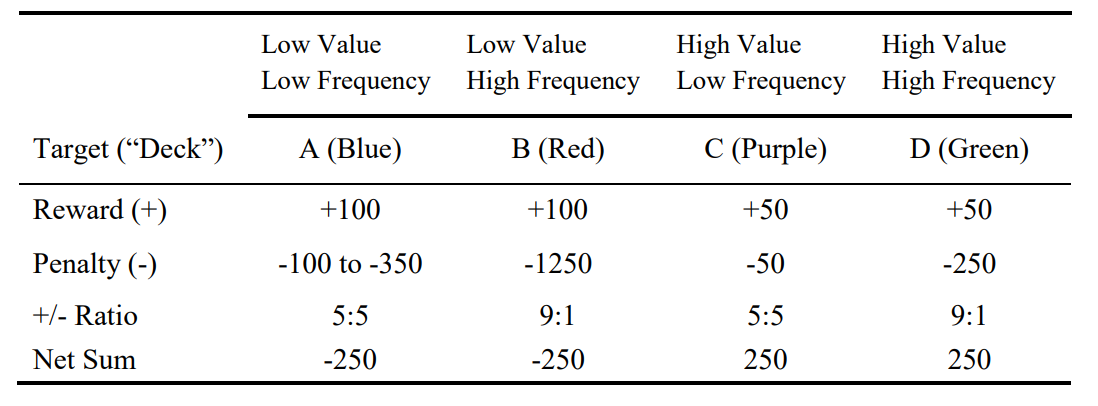 Low Value Low Value High Value High Value
Low Frequency High Frequency Low Frequency High Frequency
Target (“Deck”) A (Blue) B (Red) C (Purple) D (Green)
Reward (+) +100 +100 +50 +50
Penalty (-) -100 to -350 -1250 -50 -250
+/- Ratio 5:5 9:1 5:5 9:1
Net Sum -250 -250 250 250